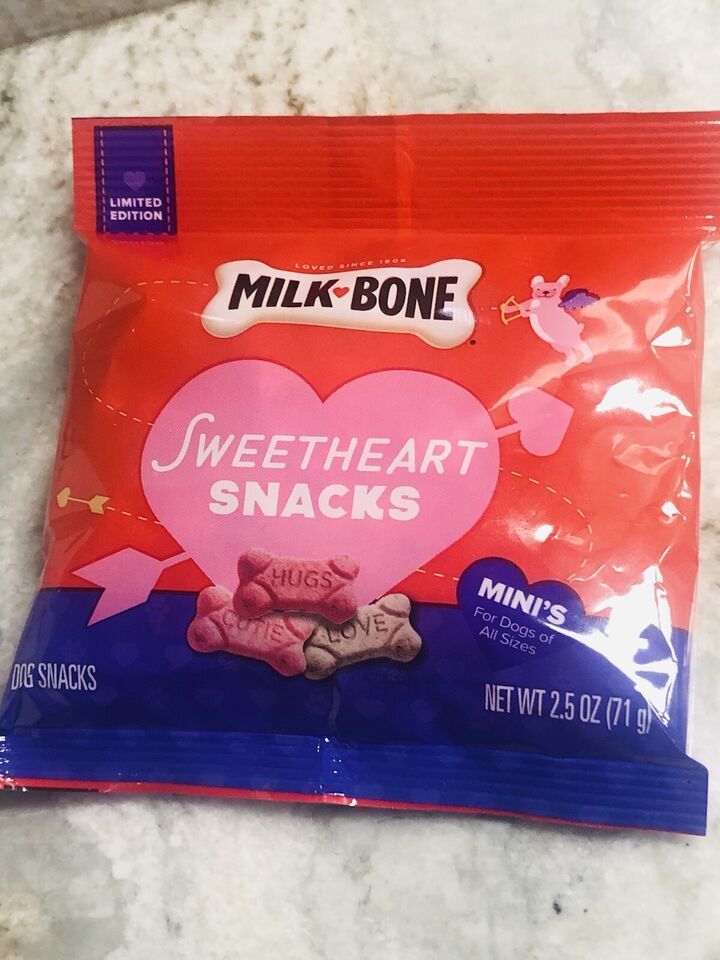 LIMITED
EDITION
LOVED SINCE 1908
MILK BONE
SWEETHEART
SNACKS
HUGS
CUTIE
LOVE
MINI'S
For Dogs of
All Sizes
DOG SNACKS
NET WT 2.5 OZ (71 g)